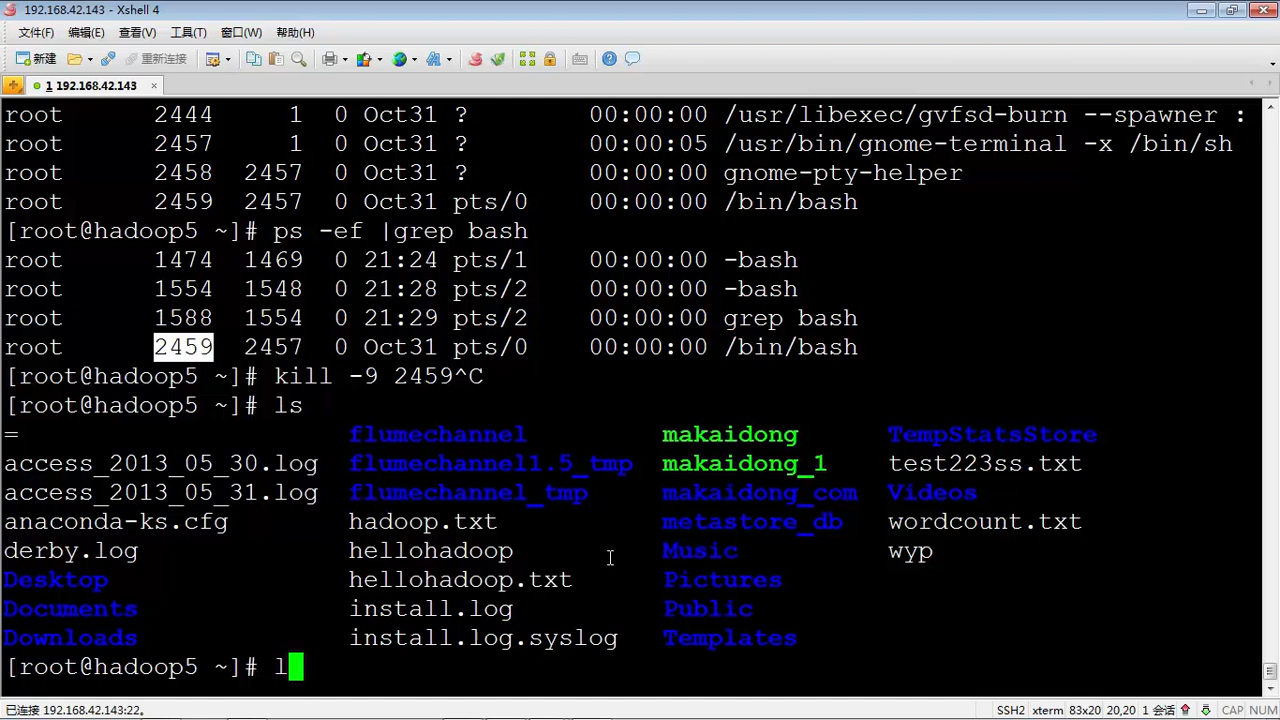 192.168.42.143 - Xshell 4
文件(F) 编辑(E) 查看(V) 工具(T) 窗口(W) 帮助(H)
新建 重新连接
1 192.168.42.143 ×
root 2444 1 0 Oct31 ? 00:00:00 /usr/libexec/gvfsd-burn --spawner :
root 2457 1 0 Oct31 ? 00:00:05 /usr/bin/gnome-terminal -x /bin/sh
root 2458 2457 0 Oct31 ? 00:00:00 gnome-pty-helper
root 2459 2457 0 Oct31 pts/0 00:00:00 /bin/bash
[root@hadoop5 ~]# ps -ef |grep bash
root 1474 1469 0 21:24 pts/1 00:00:00 -bash
root 1554 1548 0 21:28 pts/2 00:00:00 -bash
root 1588 1554 0 21:29 pts/2 00:00:00 grep bash
root 2459 2457 0 Oct31 pts/0 00:00:00 /bin/bash
[root@hadoop5 ~]# kill -9 2459^C
[root@hadoop5 ~]# ls
= flumechannel makaidong TempStatsStore
access_2013_05_30.log flumechannel1.5_tmp makaidong_1 test223ss.txt
access_2013_05_31.log flumechannel_tmp makaidong_com Videos
anaconda-ks.cfg hadoop.txt metastore_db wordcount.txt
derby.log hellohadoop Music wyp
Desktop hellohadoop.txt Pictures
Documents install.log Public
Downloads install.log.syslog Templates
[root@hadoop5 ~]# l
已连接 192.168.42.143:22。 SSH2 xterm 83x20 20,20 1 会话 CAP NUM